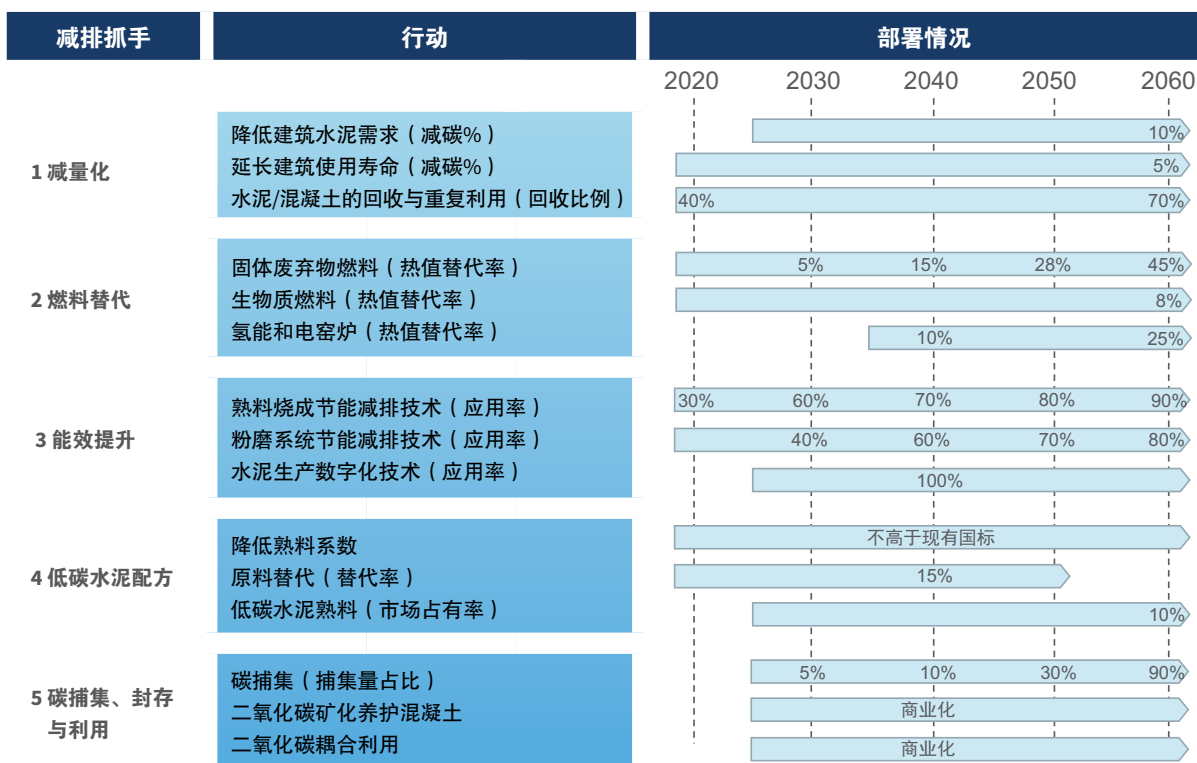 减排抓手
行动
部署情况
2020 2030 2040 2050 2060
1 减量化
降低建筑水泥需求（减碳%）
10%
延长建筑使用寿命（减碳%）
5%
水泥/混凝土的回收与重复利用（回收比例）
40% 70%
2 燃料替代
固体废弃物燃料（热值替代率）
5% 15% 28% 45%
生物质燃料（热值替代率）
8%
氢能和电窑炉（热值替代率）
10% 25%
3 能效提升
熟料烧成节能减排技术（应用率）
30% 60% 70% 80% 90%
粉磨系统节能减排技术（应用率）
40% 60% 70% 80%
水泥生产数字化技术（应用率）
100%
4 低碳水泥配方
降低熟料系数
不高于现有国标
原料替代（替代率）
15%
低碳水泥熟料（市场占有率）
10%
5 碳捕集、封存
与利用
碳捕集（捕集量占比）
5% 10% 30% 90%
二氧化碳矿化养护混凝土
商业化
二氧化碳耦合利用
商业化